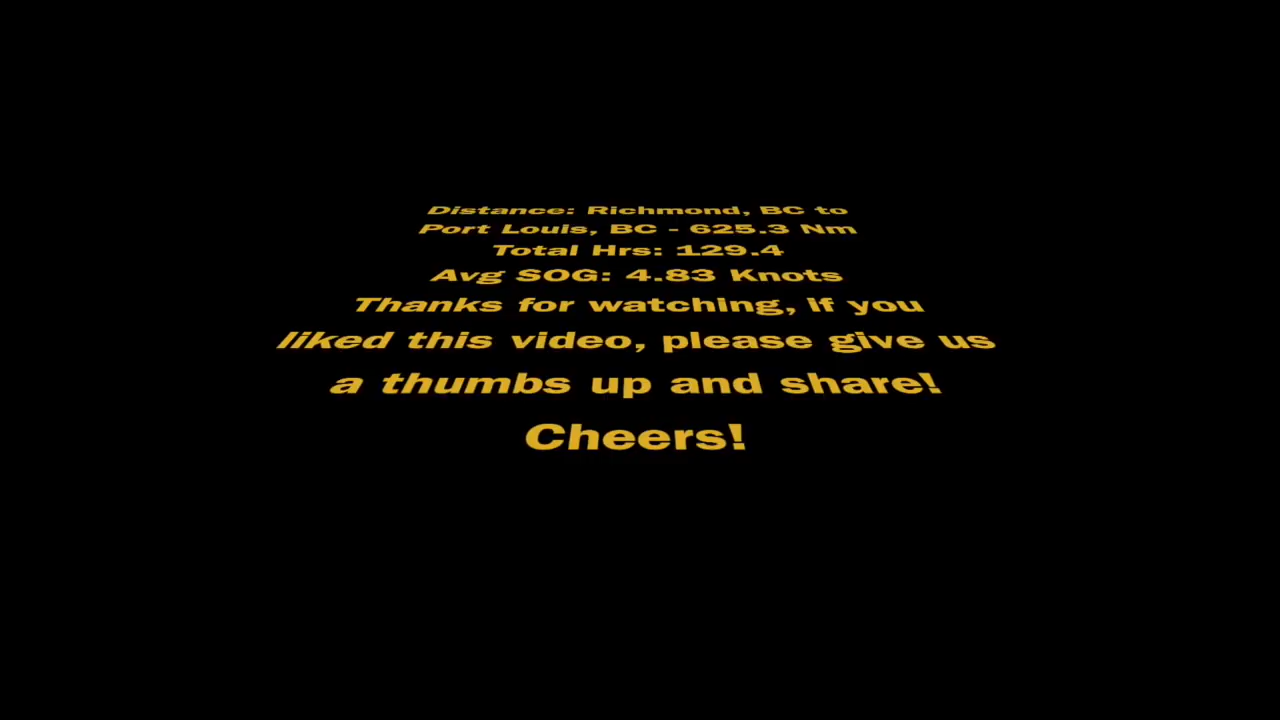 Distance: Richmond, BC to
Port Louis, BC - 625.3 Nm
Total Hrs: 129.4
Avg SOG: 4.83 Knots
Thanks for watching, if you
liked this video, please give us
a thumbs up and share!
Cheers!